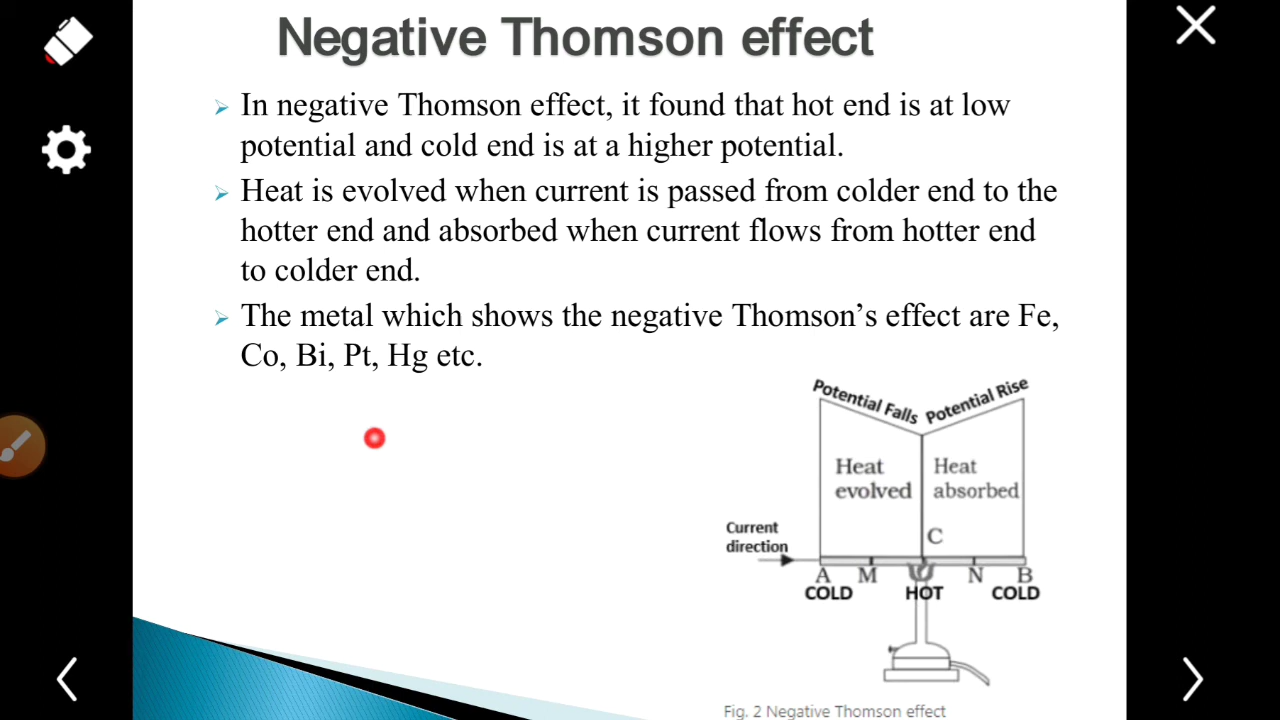 Negative Thomson effect
In negative Thomson effect, it found that hot end is at low
potential and cold end is at a higher potential.
Heat is evolved when current is passed from colder end to the
hotter end and absorbed when current flows from hotter end
to colder end.
The metal which shows the negative Thomson’s effect are Fe,
Co, Bi, Pt, Hg etc.
Potential Falls Potential Rise
Heat
evolved
Heat
absorbed
C
Current
direction
A M N B
COLD HOT COLD
Fig. 2 Negative Thomson effect